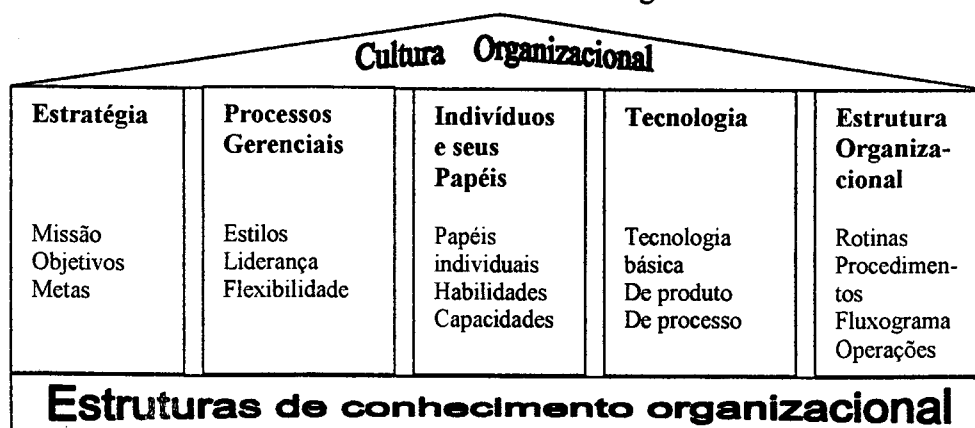 Cultura Organizacional
Estratégia
Missão
Objetivos
Metas
Processos
Gerenciais
Estilos
Liderança
Flexibilidade
Indivíduos
e seus
Papéis
Papéis
individuais
Habilidades
Capacidades
Tecnologia
Tecnologia
básica
De produto
De processo
Estrutura
Organiza-
cional
Rotinas
Procedimen-
tos
Fluxograma
Operações
Estruturas de conhecimento organizacional